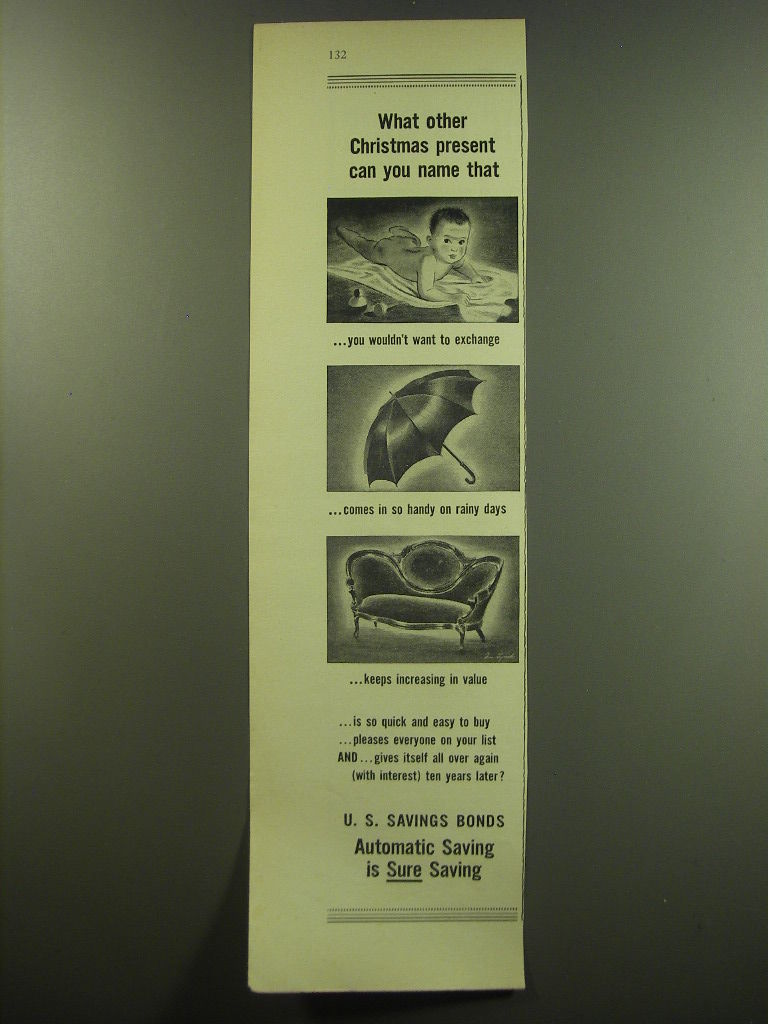 132
What other
Christmas present
can you name that
...you wouldn't want to exchange
...comes in so handy on rainy days
...keeps increasing in value
...is so quick and easy to buy
...pleases everyone on your list
AND...gives itself all over again
(with interest) ten years later?
U. S. SAVINGS BONDS
Automatic Saving
is Sure Saving